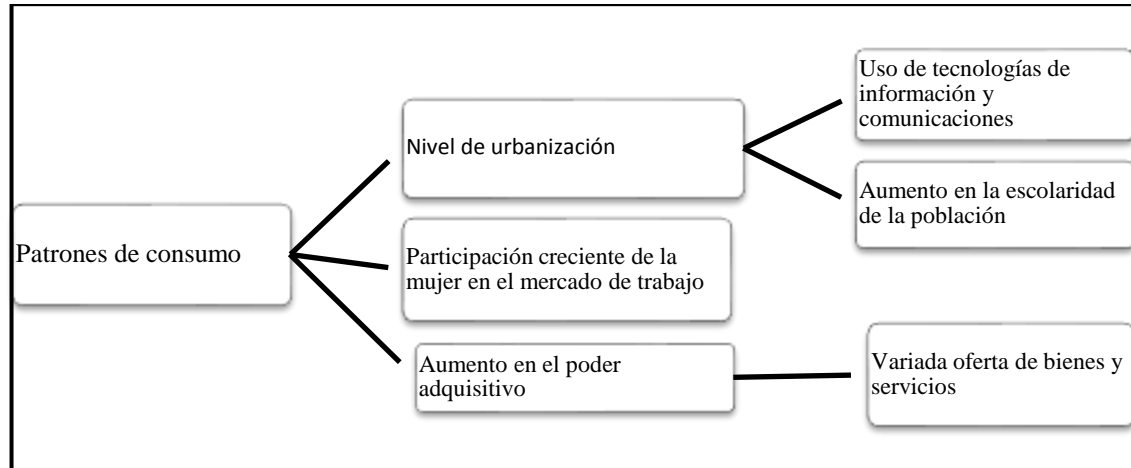 Patrones de consumo
Nivel de urbanización
Participación creciente de la
mujer en el mercado de trabajo
Aumento en el poder
adquisitivo
Uso de tecnologías de
información y
comunicaciones
Aumento en la escolaridad
de la población
Variada oferta de bienes y
servicios